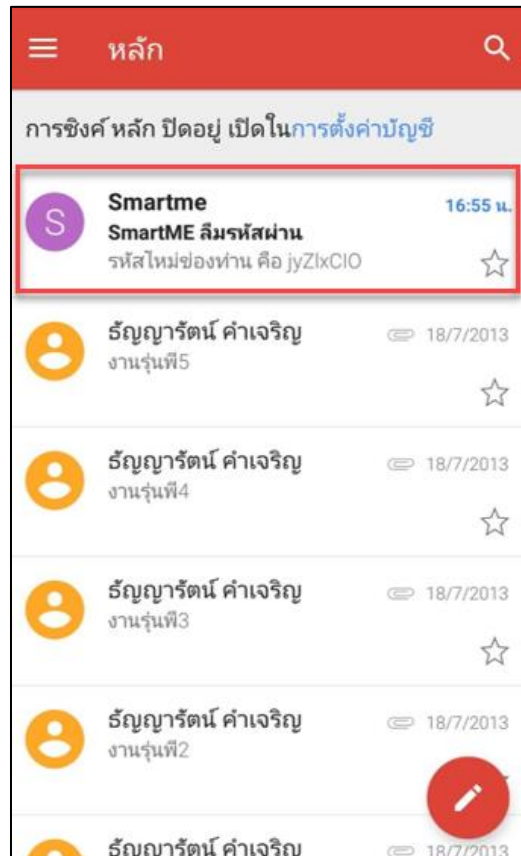 หลัก
การซิงค์ หลัก ปิดอยู่ เปิดในการตั้งค่าบัญชี
S
Smartme
16:55 น.
SmartME ลืมรหัสผ่าน
รหัสใหม่ของท่าน คือ jyZlxClO
ธัญญารัตน์ คำเจริญ
18/7/2013
งานรุ่นพี5
ธัญญารัตน์ คำเจริญ
18/7/2013
งานรุ่นพี4
ธัญญารัตน์ คำเจริญ
18/7/2013
งานรุ่นพี3
ธัญญารัตน์ คำเจริญ
18/7/2013
งานรุ่นพี2
ธัญญารัตน์ คำเจริญ
18/7/2013